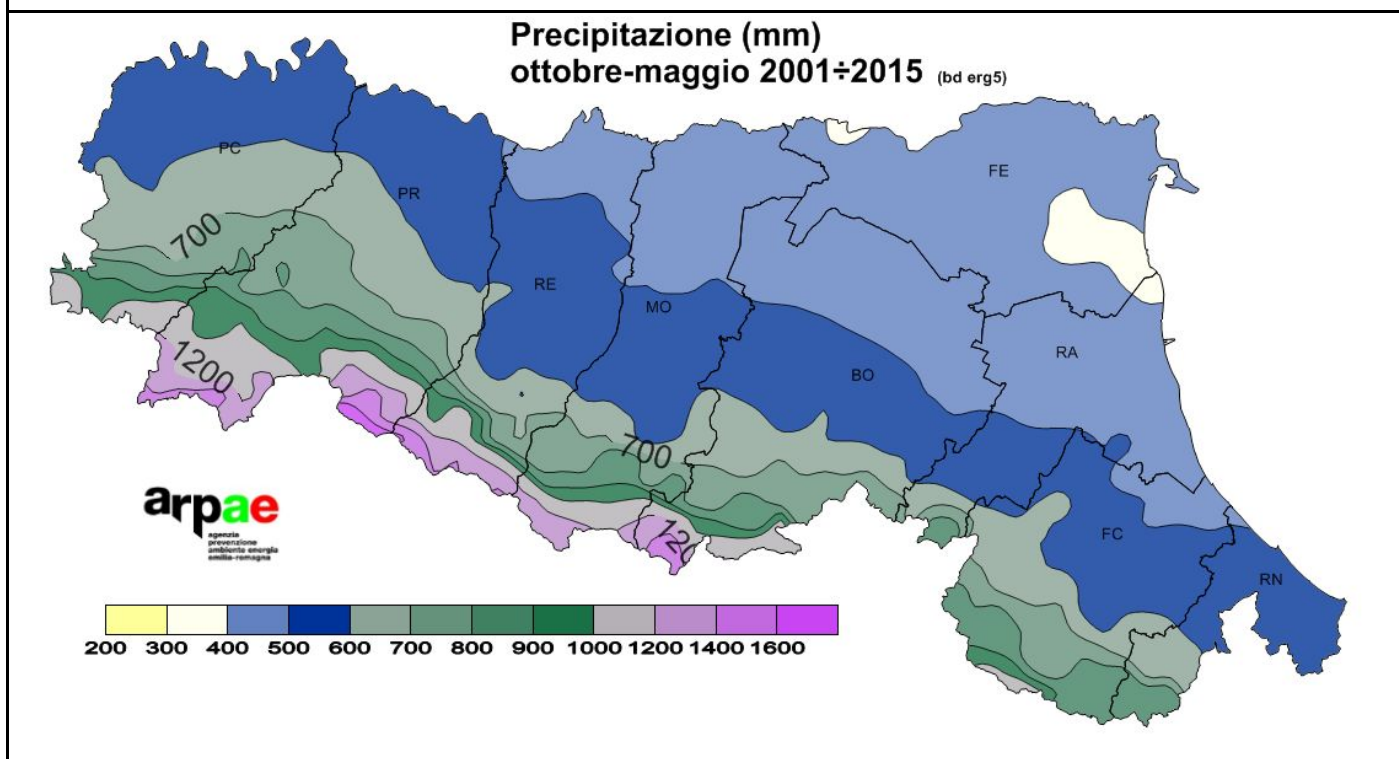 Precipitazione (mm)
ottobre-maggio 2001÷2015 (bd erg5)
PC
FE
PR
700
RE
MO
RA
1200
BO
700
FC
120
RN
arpae
agenzia
prevenzione
ambiente energia
emilia-romagna
200 300 400 500 600 700 800 900 1000 1200 1400 1600